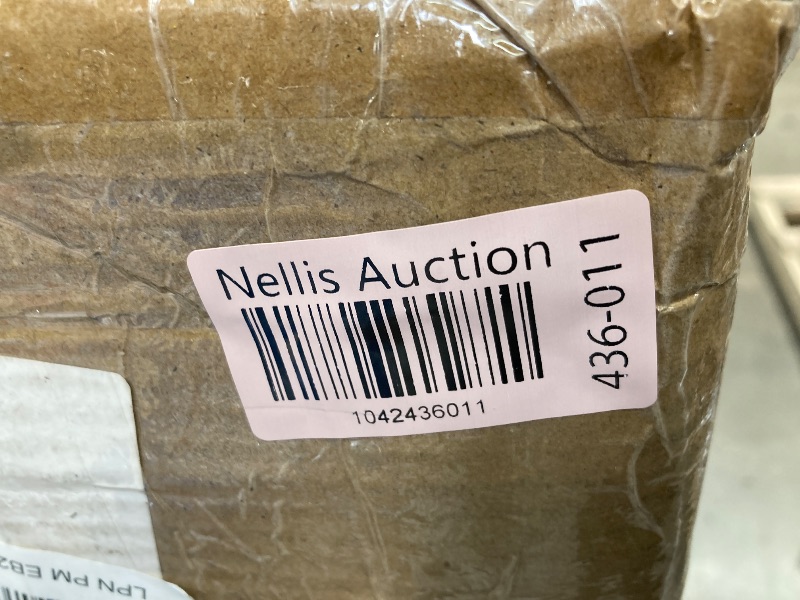 Nellis Auction
1042436011
436-011
LPN PM EB2